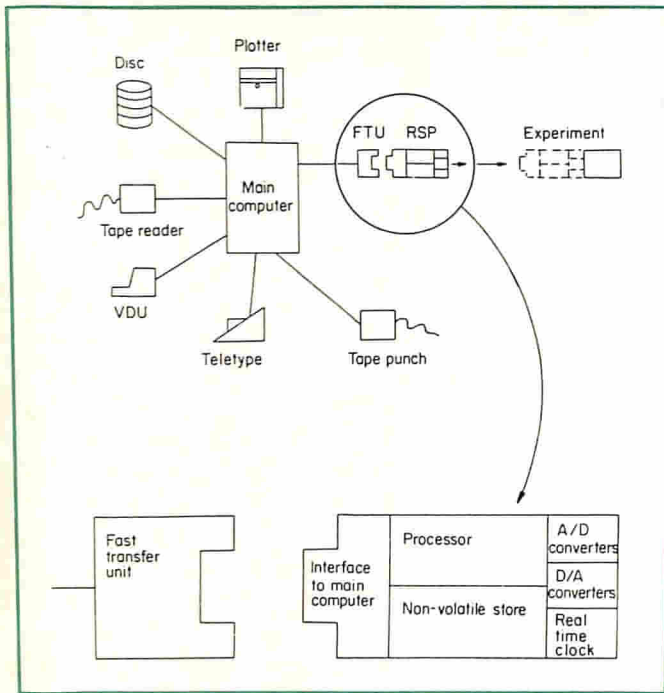 Plotter
Disc
FTU
RSP
Experiment
Main
computer
Tape reader
VDU
Teletype
Tape punch
Fast
transfer
unit
Interface
to main
computer
Processor
Non-volatile store
A/D
converters
D/A
converters
Real
time
clock